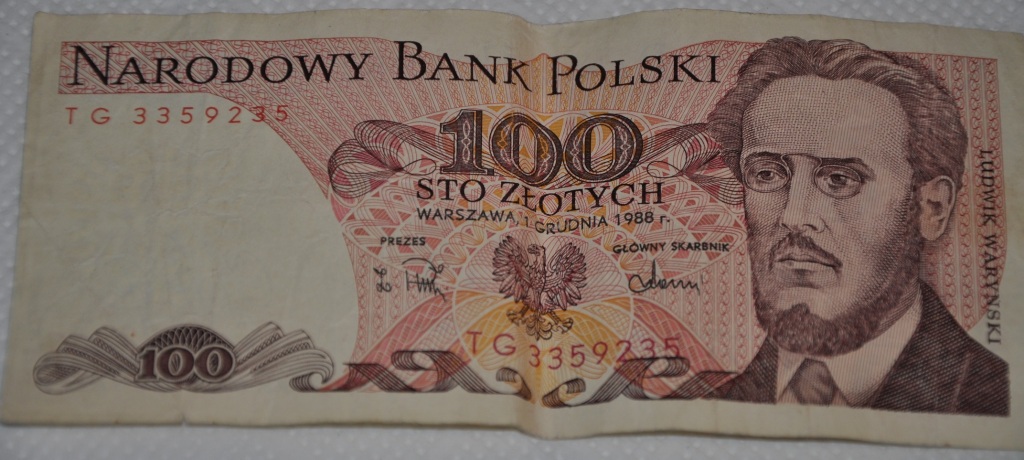 NARODOWY BANK POLSKI
TG 3359235
100
STO ZŁOTYCH
WARSZAWA, 1 GRUDNIA 1988 r.
PREZES
GŁÓWNY SKARBNIK
TG 3359235
100
LUDWIK WARYŃSKI